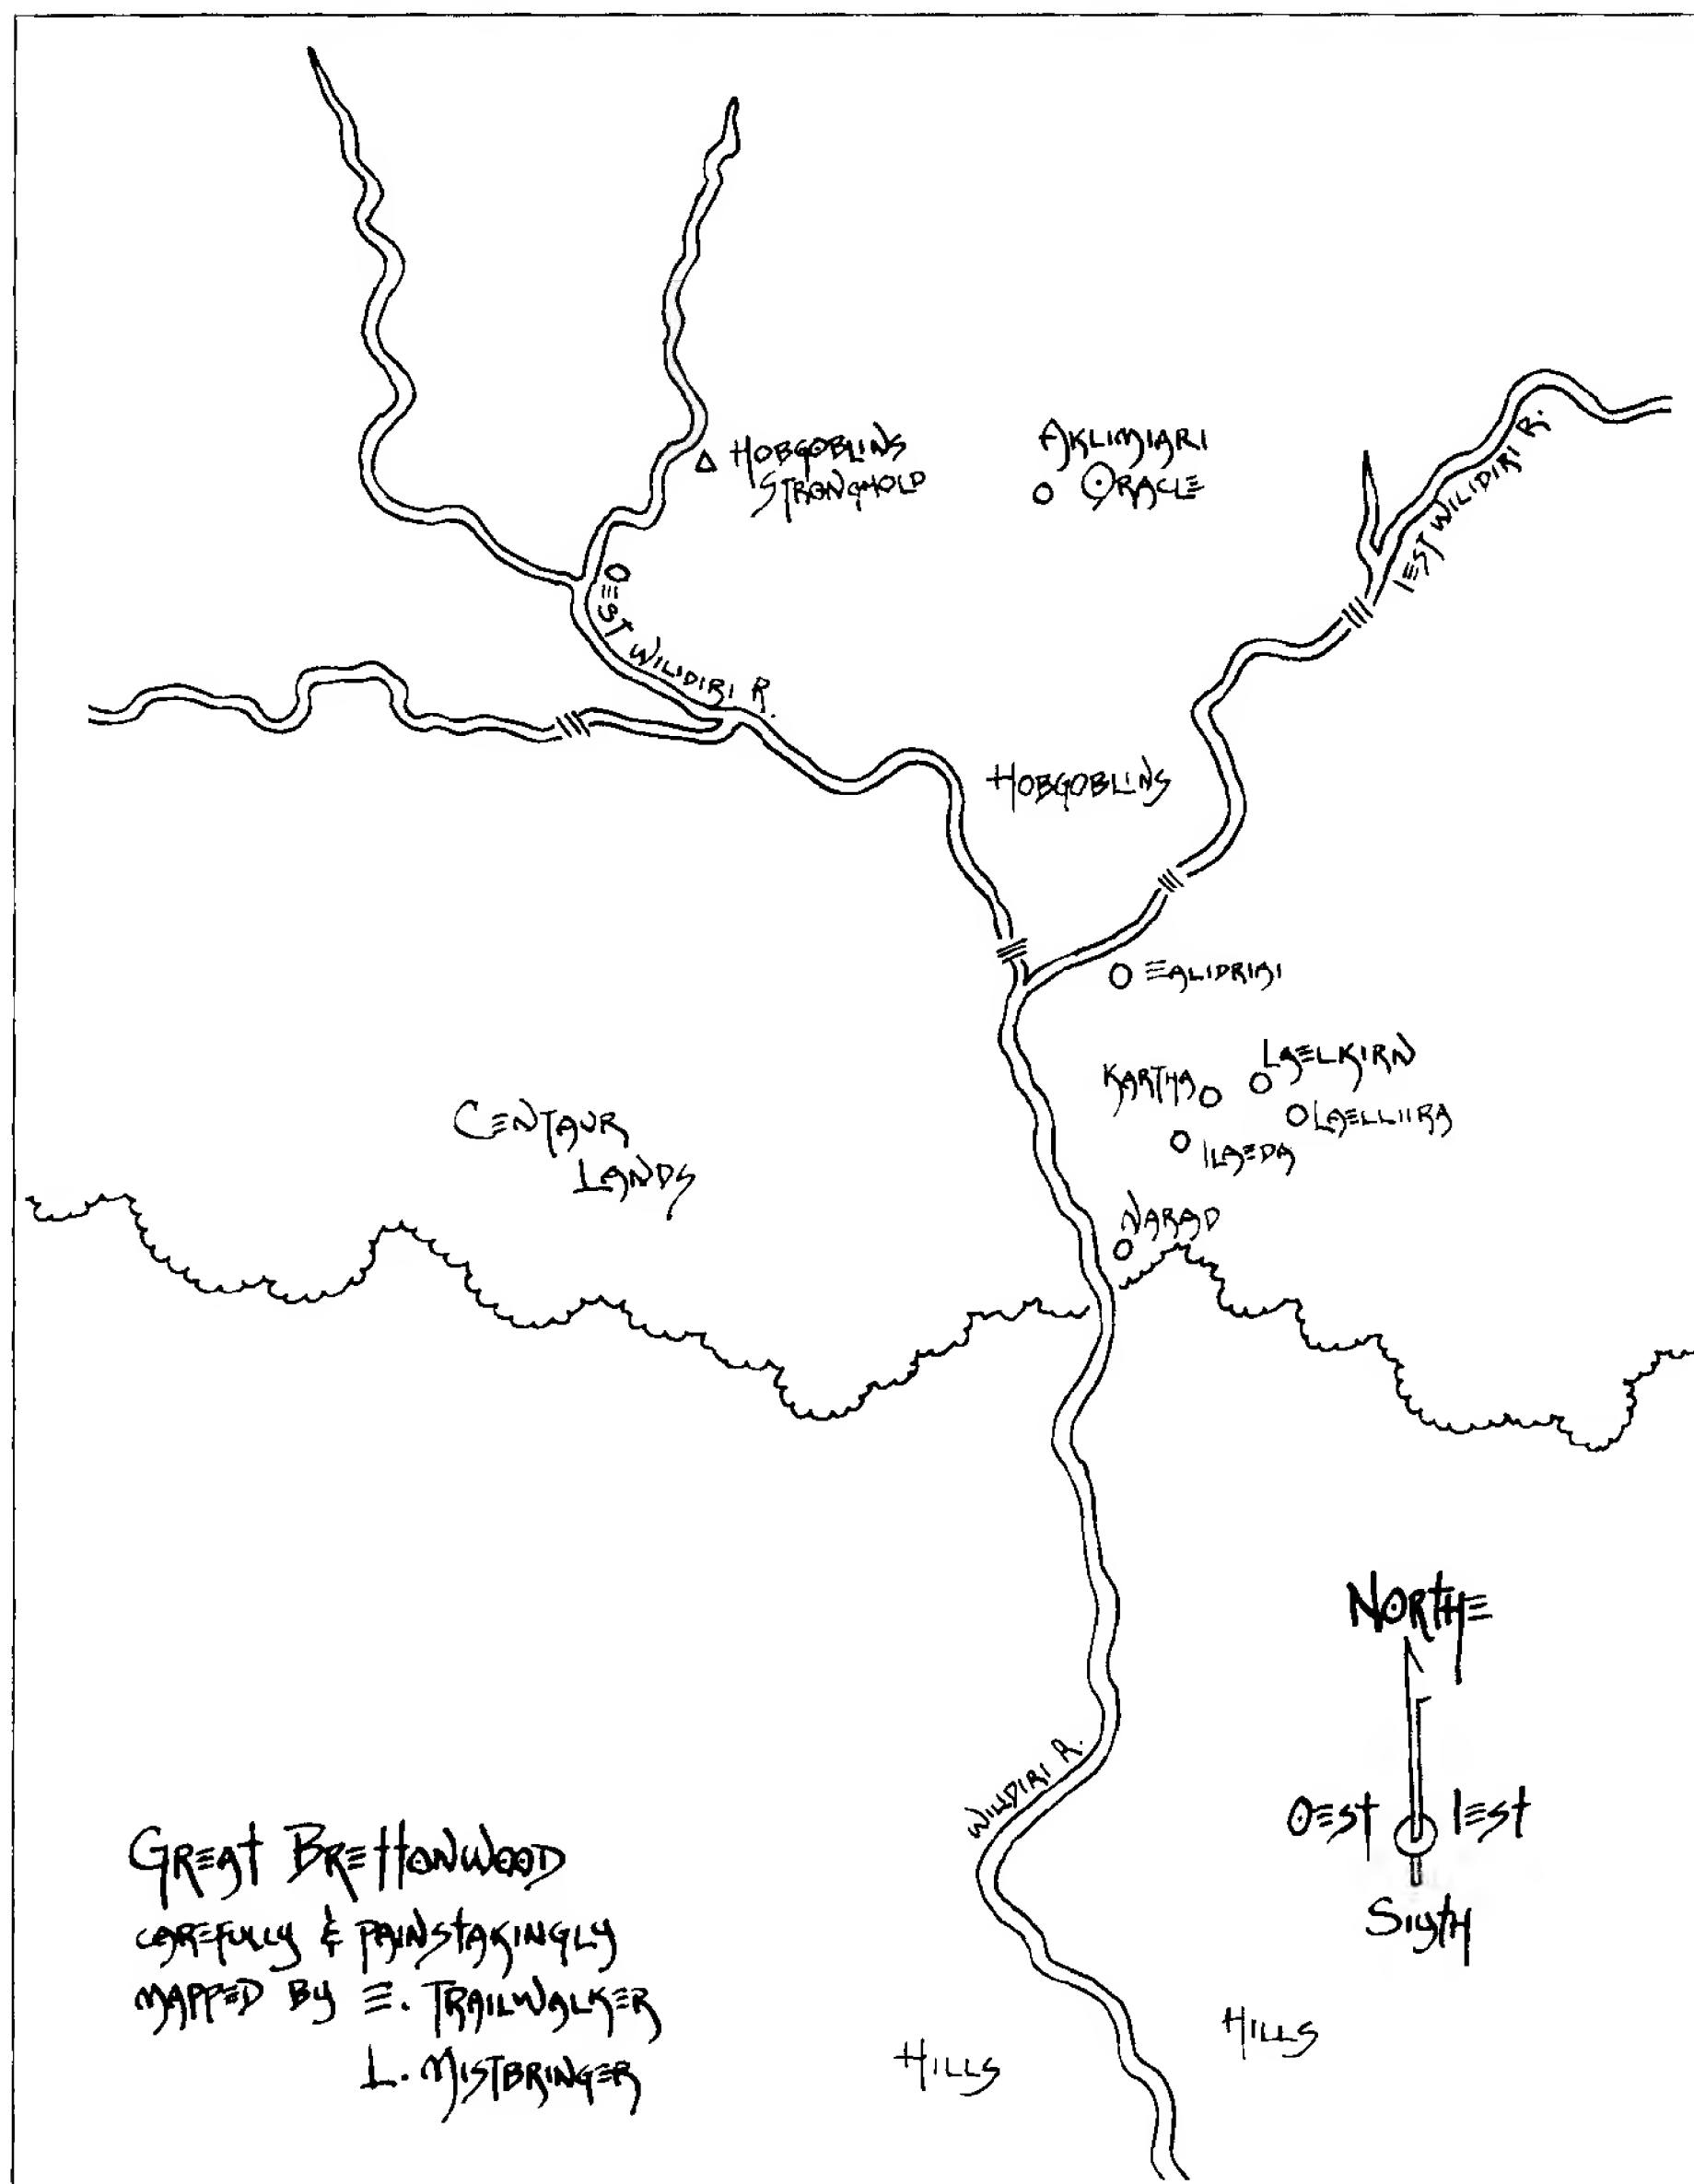 HOBGOBLINS
STRONGHOLD
AKLIMIARI
ORACLE
IEST WILIDIRI R.
OEST WILIDIRI R.
HOBGOBLINS
EALIDRIAI
LAELKIRN
KARTHA
LAELLIIRA
ILAEDA
CENTAUR
LANDS
NARAD
NORTHE
OEST IEST
SIYTH
WILIDIRI R.
GREAT BRETTONWOOD
CAREFULLY & PAINSTAKINGLY
MAPPED BY E. TRAILWALKER
L. MISTBRINGER
HILLS
HILLS